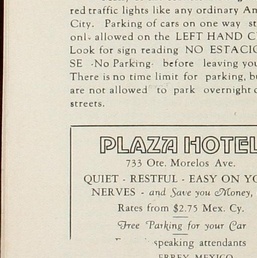 red traffic lights like any ordinary Am
City. Parking of cars on one way st
onl- allowed on the LEFT HAND
Look for sign reading NO ESTACIO
SE -No Parking- before leaving you
There is no time limit for parking, bu
are not allowed to park overnight o
streets.
PLAZA HOTEL
733 Ote. Morelos Ave.
QUIET - RESTFUL - EASY ON YO
NERVES - and Save you Money,
Rates from $2.75 Mex. Cy.
Free Parking for your Car
speaking attendants
MEXICO